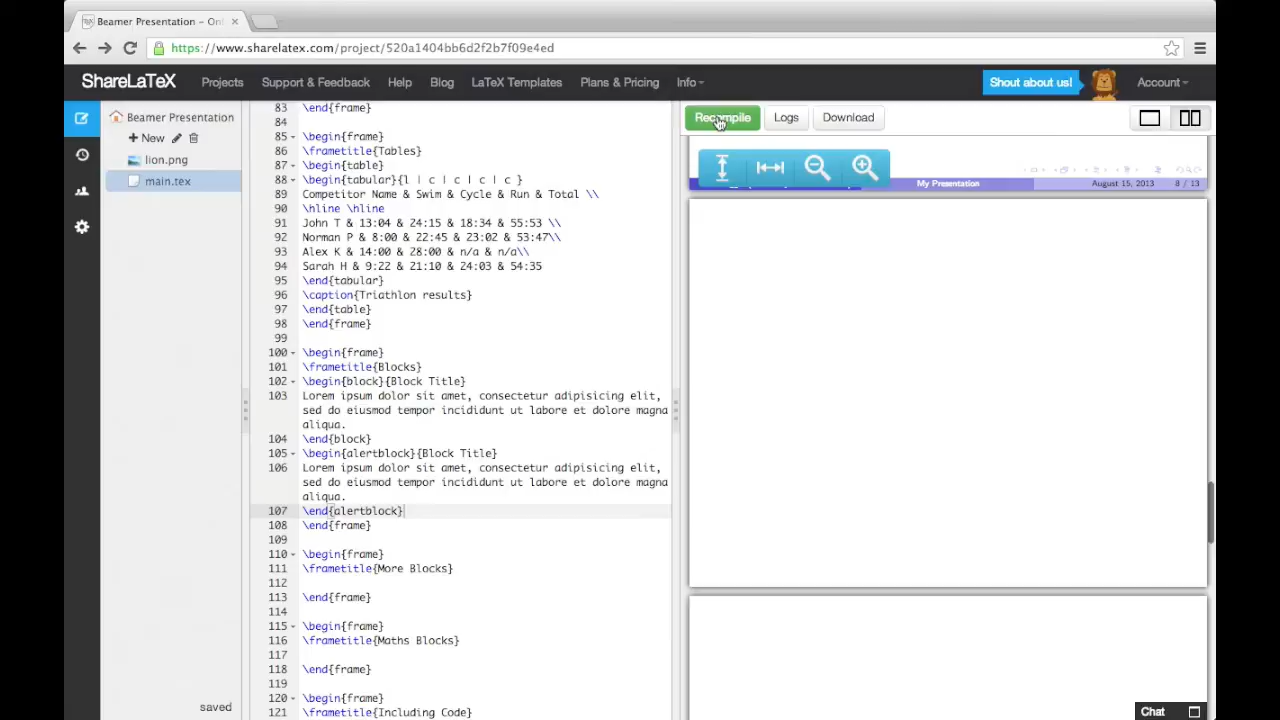 Beamer Presentation – Onl
https://www.sharelatex.com/project/520a1404bb6d2f2b7f09e4ed
ShareLaTeX Projects Support & Feedback Help Blog LaTeX Templates Plans & Pricing Info Shout about us! Account
Beamer Presentation
New
lion.png
main.tex
saved
83 \end{frame}
84
85 \begin{frame}
86 \frametitle{Tables}
87 \begin{table}
88 \begin{tabular}{l | c | c | c | c }
89 Competitor Name & Swim & Cycle & Run & Total \\
90 \hline \hline
91 John T & 13:04 & 24:15 & 18:34 & 55:53 \\
92 Norman P & 8:00 & 22:45 & 23:02 & 53:47\\
93 Alex K & 14:00 & 28:00 & n/a & n/a\\
94 Sarah H & 9:22 & 21:10 & 24:03 & 54:35
95 \end{tabular}
96 \caption{Triathlon results}
97 \end{table}
98 \end{frame}
99
100 \begin{frame}
101 \frametitle{Blocks}
102 \begin{block}{Block Title}
103 Lorem ipsum dolor sit amet, consectetur adipisicing elit,
sed do eiusmod tempor incididunt ut labore et dolore magna
aliqua.
104 \end{block}
105 \begin{alertblock}{Block Title}
106 Lorem ipsum dolor sit amet, consectetur adipisicing elit,
sed do eiusmod tempor incididunt ut labore et dolore magna
aliqua.
107 \end{alertblock}
108 \end{frame}
109
110 \begin{frame}
111 \frametitle{More Blocks}
112
113 \end{frame}
114
115 \begin{frame}
116 \frametitle{Maths Blocks}
117
118 \end{frame}
119
120 \begin{frame}
121 \frametitle{Including Code}
Recompile Logs Download
My Presentation August 15, 2013 8 / 13
Chat